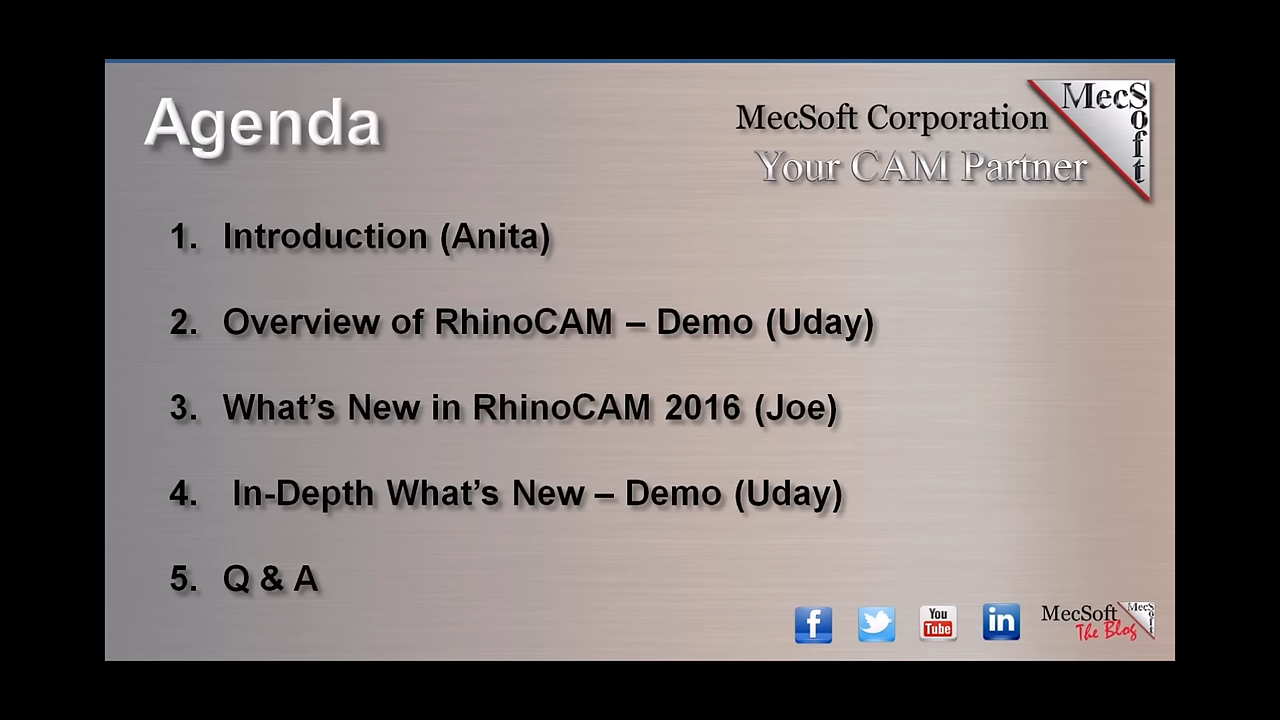 Agenda
MecSoft Corporation
Your CAM Partner
MecSoft
1. Introduction (Anita)
2. Overview of RhinoCAM – Demo (Uday)
3. What’s New in RhinoCAM 2016 (Joe)
4. In-Depth What’s New – Demo (Uday)
5. Q & A
f
You
Tube
in
MecSoft
The Blog
MecSoft